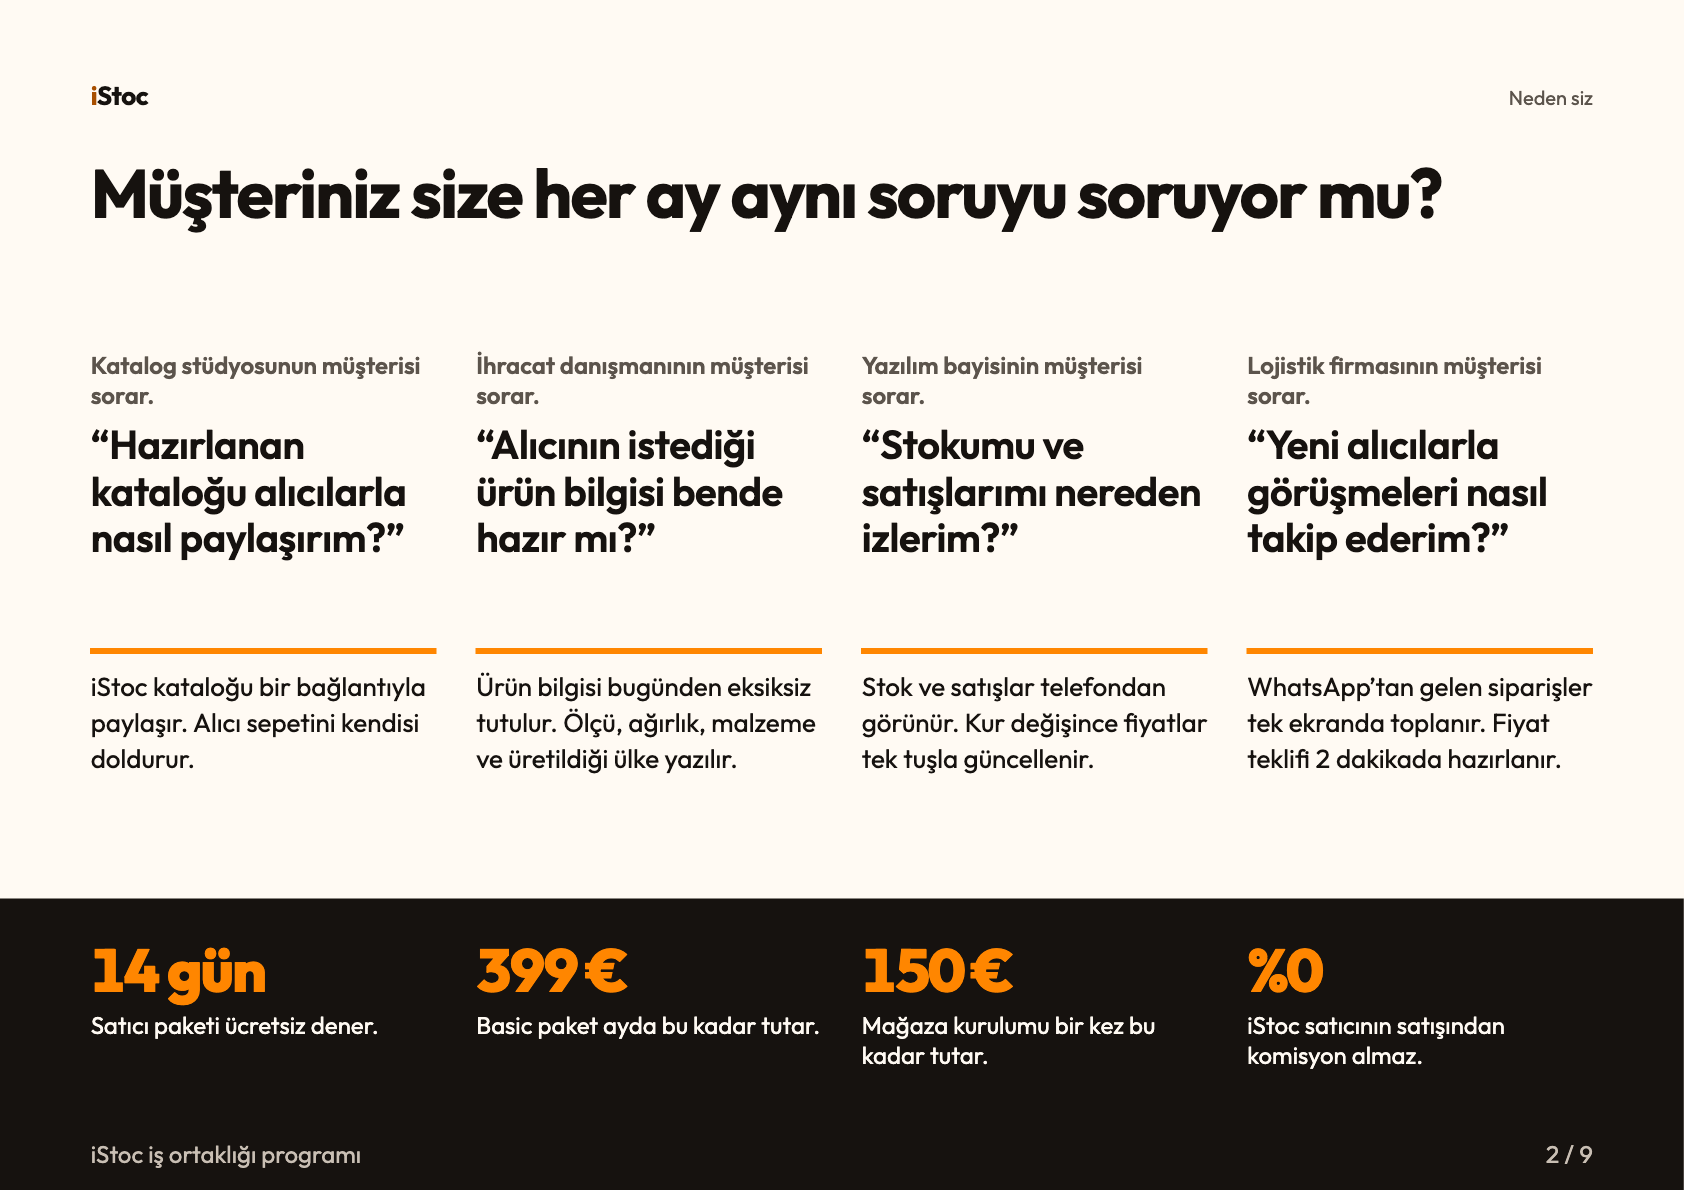 iStoc
Neden siz
Müşteriniz size her ay aynı soruyu soruyor mu?
Katalog stüdyosunun müşterisi
sorar.
“Hazırlanan
kataloğu alıcılarla
nasıl paylaşırım?”
iStoc kataloğu bir bağlantıyla
paylaşır. Alıcı sepetini kendisi
doldurur.
İhracat danışmanının müşterisi
sorar.
“Alıcının istediği
ürün bilgisi bende
hazır mı?”
Ürün bilgisi bugünden eksiksiz
tutulur. Ölçü, ağırlık, malzeme
ve üretildiği ülke yazılır.
Yazılım bayisinin müşterisi
sorar.
“Stokumu ve
satışlarımı nereden
izlerim?”
Stok ve satışlar telefondan
görünür. Kur değişince fiyatlar
tek tuşla güncellenir.
Lojistik firmasının müşterisi
sorar.
“Yeni alıcılarla
görüşmeleri nasıl
takip ederim?”
WhatsApp’tan gelen siparişler
tek ekranda toplanır. Fiyat
teklifi 2 dakikada hazırlanır.
14 gün
Satıcı paketi ücretsiz dener.
399 €
Basic paket ayda bu kadar tutar.
150 €
Mağaza kurulumu bir kez bu
kadar tutar.
%0
iStoc satıcının satışından
komisyon almaz.
iStoc iş ortaklığı programı
2 / 9